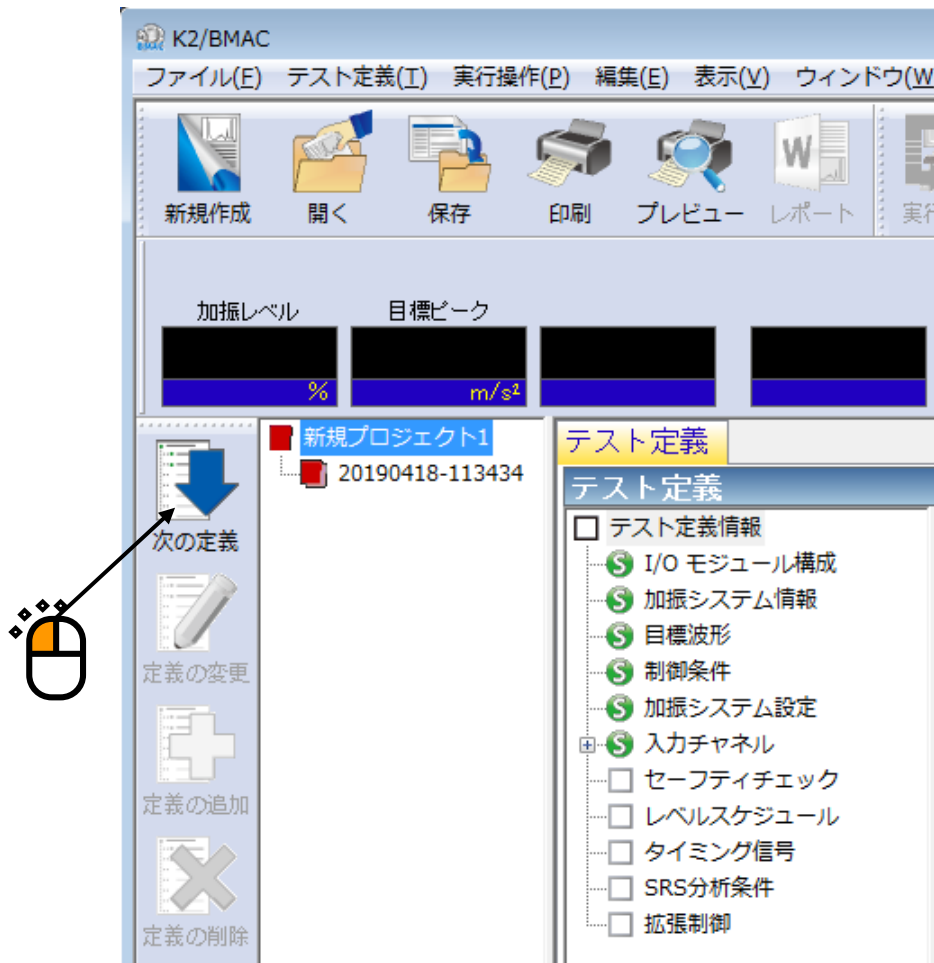 K2/BMAC
ファイル(F) テスト定義(T) 実行操作(P) 編集(E) 表示(V) ウィンドウ(W
新規作成 開く 保存 印刷 プレビュー レポート 実行
加振レベル 目標ピーク
% m/s²
次の定義
定義の変更
定義の追加
定義の削除
新規プロジェクト1
20190418-113434
テスト定義
テスト定義
テスト定義情報
I/O モジュール構成
加振システム情報
目標波形
制御条件
加振システム設定
入力チャネル
セーフティチェック
レベルスケジュール
タイミング信号
SRS分析条件
拡張制御